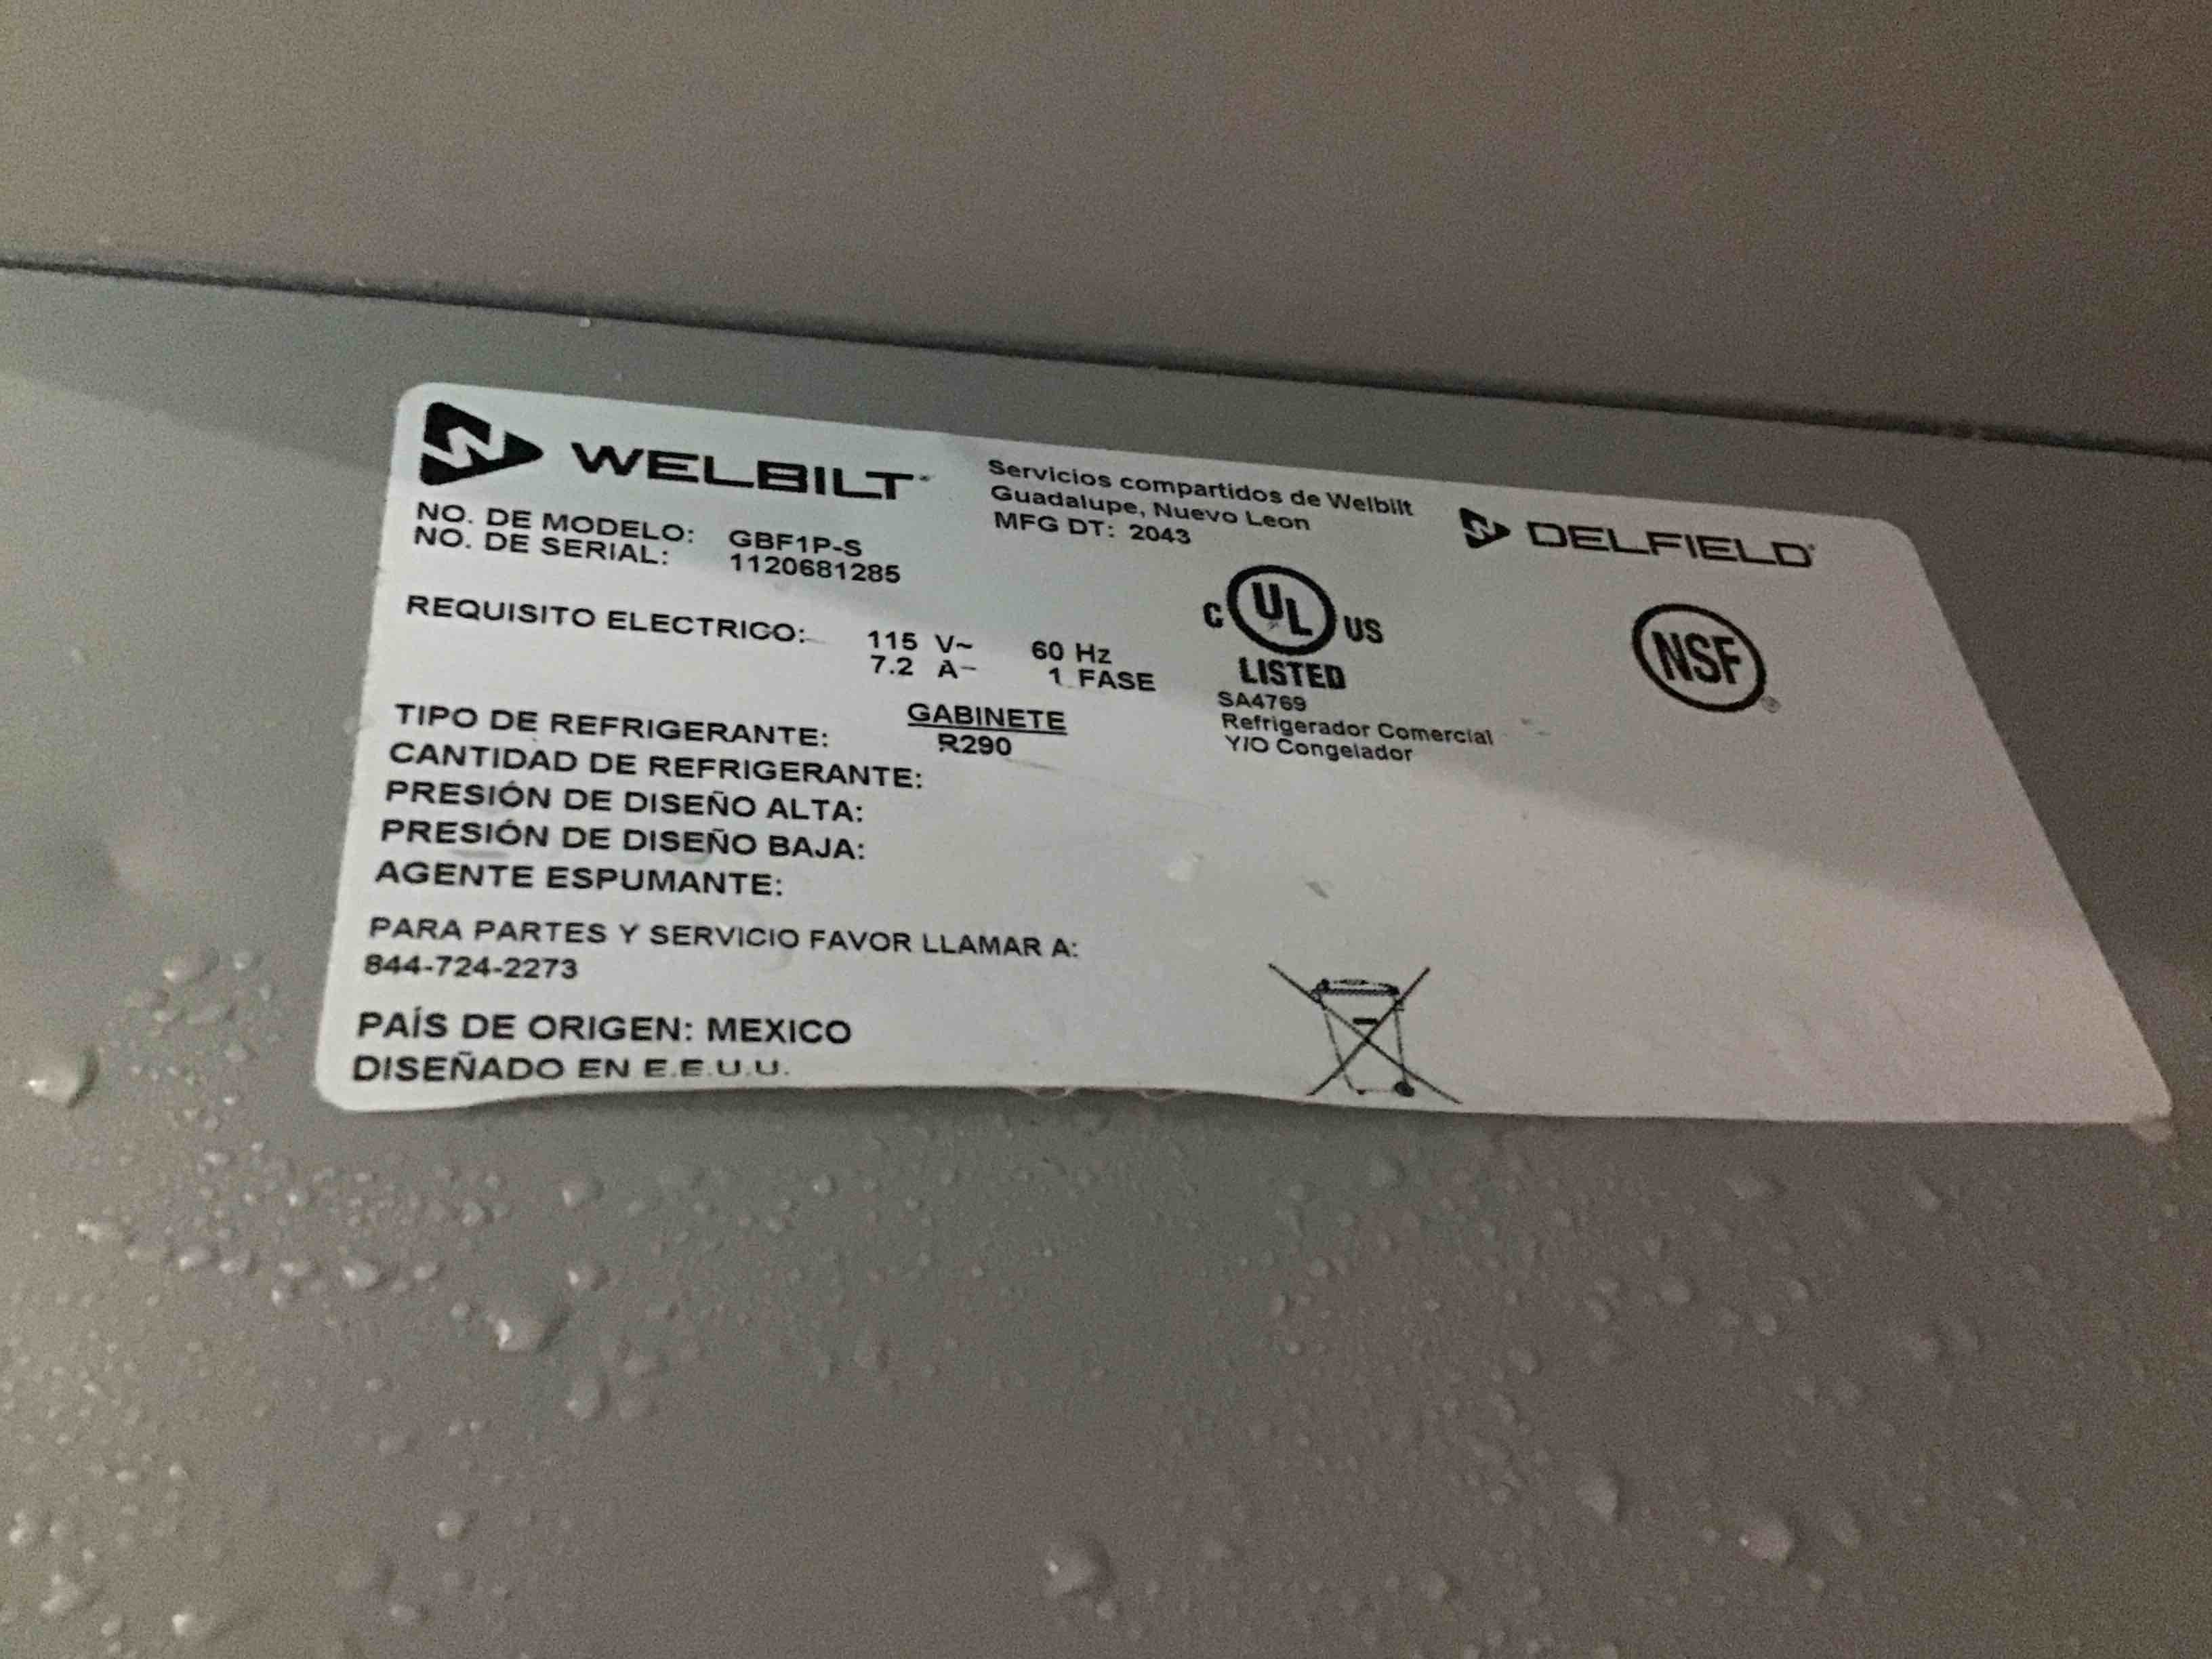 WELBILT
Servicios compartidos de Welbilt
Guadalupe, Nuevo Leon
MFG DT: 2043
DELFIELD
NO. DE MODELO: GBF1P-S
NO. DE SERIAL: 1120681285
REQUISITO ELECTRICO: 115 V~ 60 Hz
7.2 A~ 1 FASE
C UL US
LISTED
SA4769
Refrigerador Comercial
Y/O Congelador
NSF
GABINETE
TIPO DE REFRIGERANTE: R290
CANTIDAD DE REFRIGERANTE:
PRESIÓN DE DISEÑO ALTA:
PRESIÓN DE DISEÑO BAJA:
AGENTE ESPUMANTE:
PARA PARTES Y SERVICIO FAVOR LLAMAR A:
844-724-2273
PAÍS DE ORIGEN: MEXICO
DISEÑADO EN E.E.U.U.